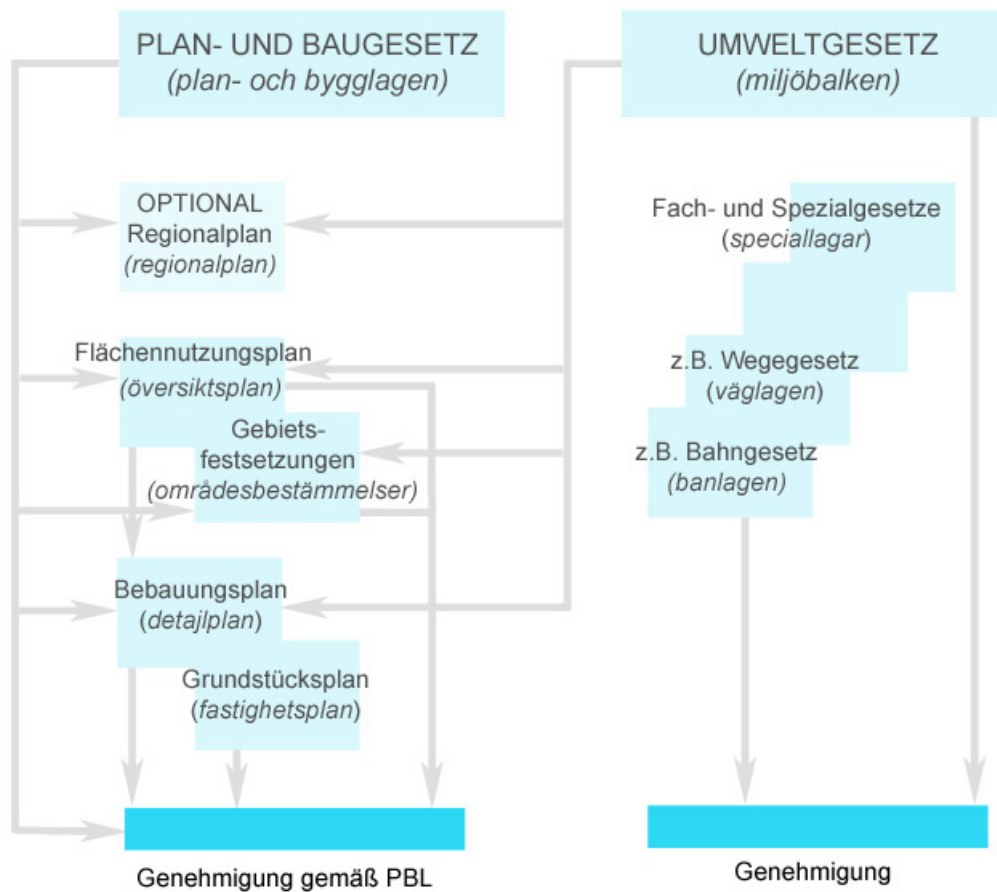 PLAN- UND BAUGESETZ
(plan- och bygglagen)
UMWELTGESETZ
(miljöbalken)
OPTIONAL
Regionalplan
(regionalplan)
Fach- und Spezialgesetze
(speciallagar)
Flächennutzungsplan
(översiktsplan)
z.B. Wegegesetz
(väglagen)
Gebiets-
festsetzungen
(områdesbestämmelser)
z.B. Bahngesetz
(banlagen)
Bebauungsplan
(detajlplan)
Grundstücksplan
(fastighetsplan)
Genehmigung gemäß PBL
Genehmigung